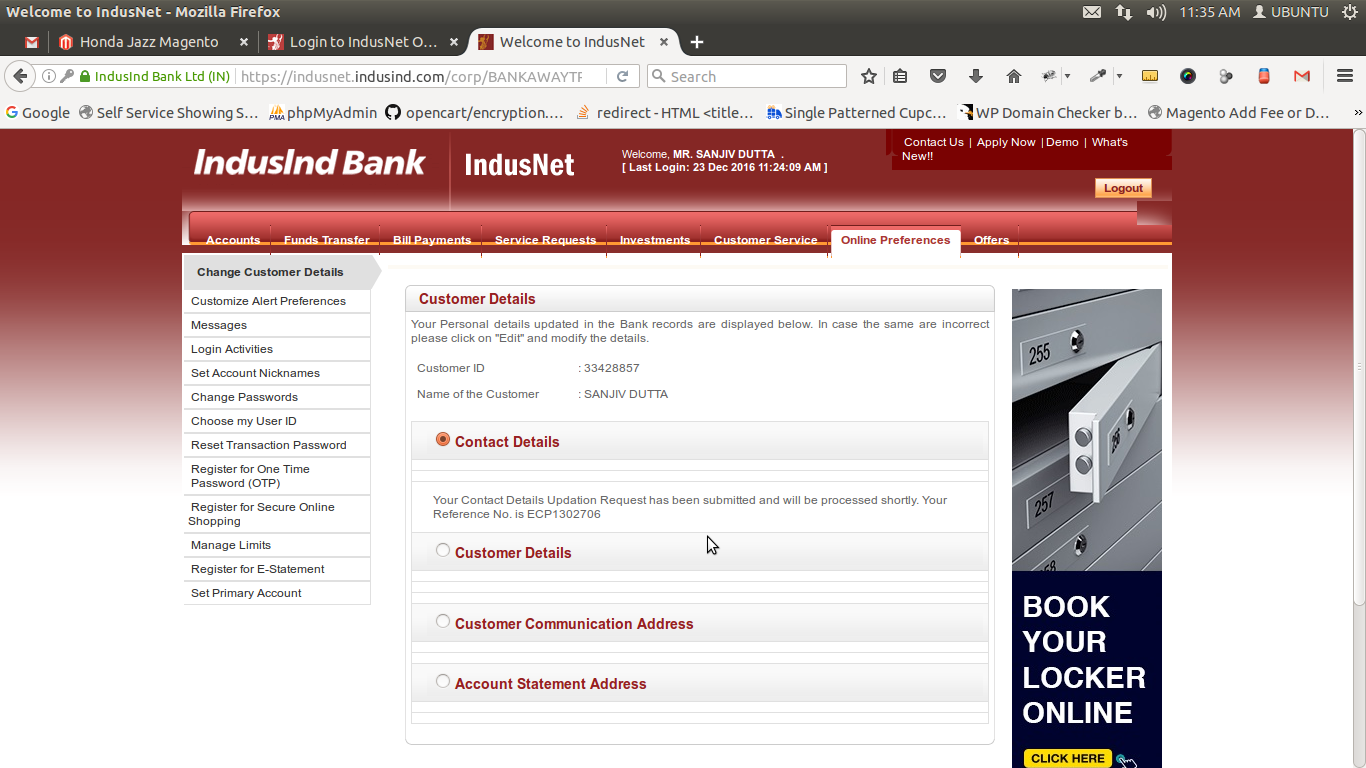 Welcome to IndusNet - Mozilla Firefox
11:35 AM
UBUNTU
Honda Jazz Magento
Login to IndusNet O...
Welcome to IndusNet
IndusInd Bank Ltd (IN)
https://indusnet.indusind.com/corp/BANKAWAYTF
Search
Google
Self Service Showing S...
PMA
phpMyAdmin
opencart/encryption....
redirect - HTML <title...
Single Patterned Cupc...
WP Domain Checker b...
Magento Add Fee or D...
IndusInd Bank
IndusNet
Welcome, MR. SANJIV DUTTA .
[ Last Login: 23 Dec 2016 11:24:09 AM ]
Contact Us | Apply Now | Demo | What's
New!!
Logout
Accounts
Funds Transfer
Bill Payments
Service Requests
Investments
Customer Service
Online Preferences
Offers
Change Customer Details
Customize Alert Preferences
Messages
Login Activities
Set Account Nicknames
Change Passwords
Choose my User ID
Reset Transaction Password
Register for One Time
Password (OTP)
Register for Secure Online
Shopping
Manage Limits
Register for E-Statement
Set Primary Account
Customer Details
Your Personal details updated in the Bank records are displayed below. In case the same are incorrect
please click on "Edit" and modify the details.
Customer ID : 33428857
Name of the Customer : SANJIV DUTTA
Contact Details
Your Contact Details Updation Request has been submitted and will be processed shortly. Your
Reference No. is ECP1302706
Customer Details
Customer Communication Address
Account Statement Address
255
256
257
BOOK
YOUR
LOCKER
ONLINE
CLICK HERE